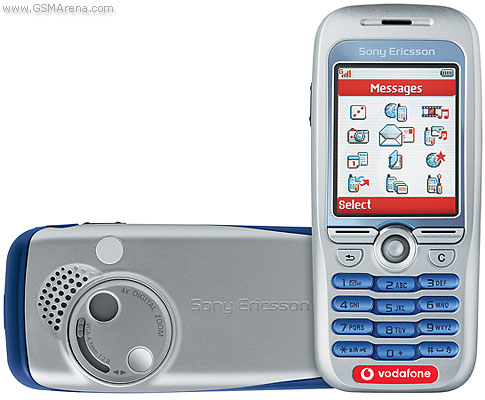 www.GSMArena.com
Sony Ericsson
Messages
Select
C
1
2 ABC
3 DEF
4 GHI
5 JKL
6 MNO
7 PQRS
8 TUV
9 WXYZ
* a/A
0 +
#
vodafone
4x DIGITAL ZOOM
Sony Ericsson